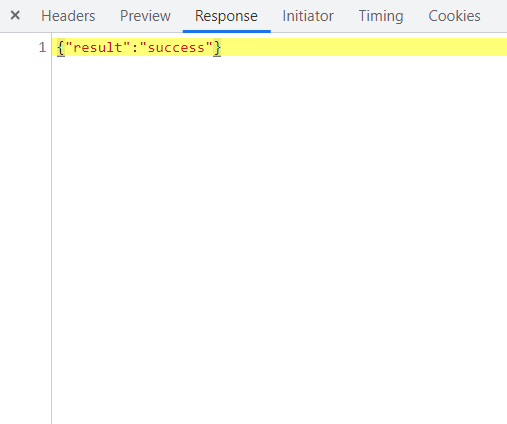 × Headers Preview Response Initiator Timing Cookies
1 {"result":"success"}